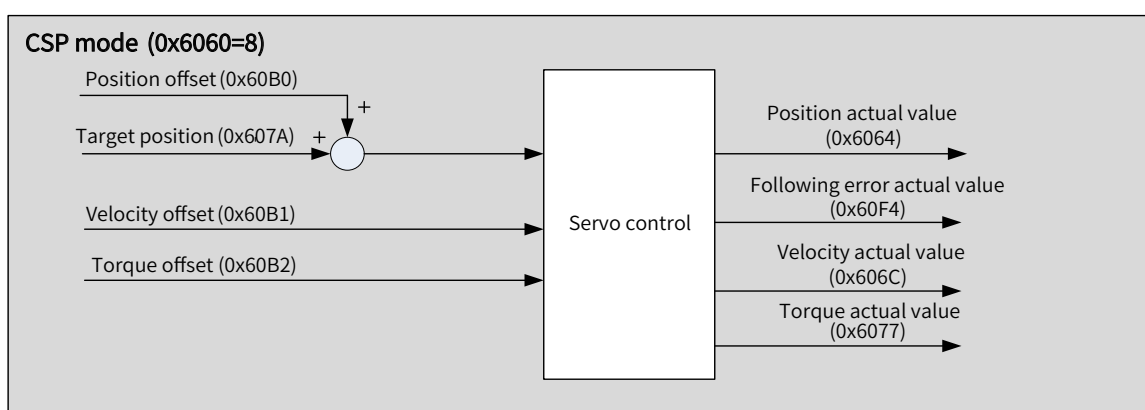 CSP mode (0x6060=8)
Position offset (0x60B0)
+
Target position (0x607A)
+
Velocity offset (0x60B1)
Torque offset (0x60B2)
Servo control
Position actual value
(0x6064)
Following error actual value
(0x60F4)
Velocity actual value
(0x606C)
Torque actual value
(0x6077)